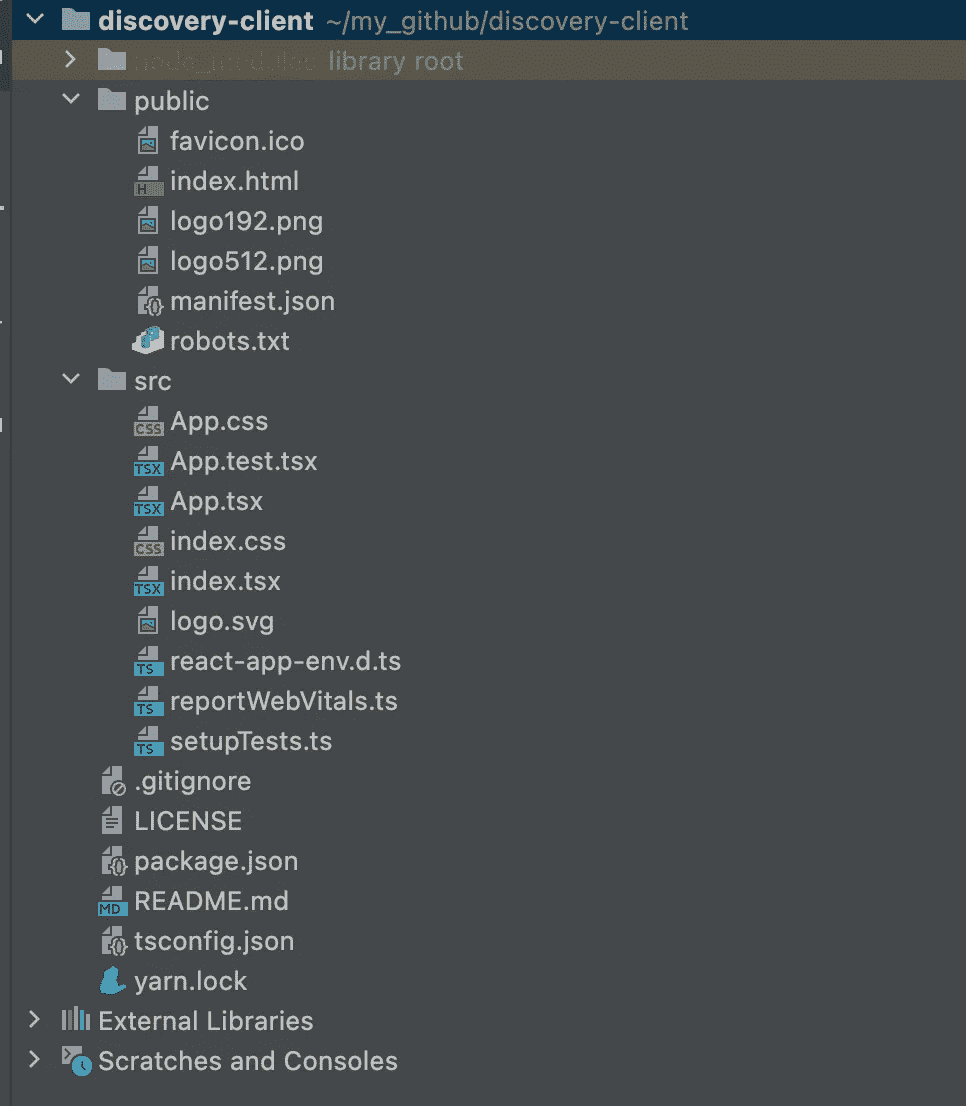 discovery-client ~/my_github/discovery-client
node_modules library root
public
favicon.ico
index.html
logo192.png
logo512.png
manifest.json
robots.txt
src
App.css
App.test.tsx
App.tsx
index.css
index.tsx
logo.svg
react-app-env.d.ts
reportWebVitals.ts
setupTests.ts
.gitignore
LICENSE
package.json
README.md
tsconfig.json
yarn.lock
External Libraries
Scratches and Consoles